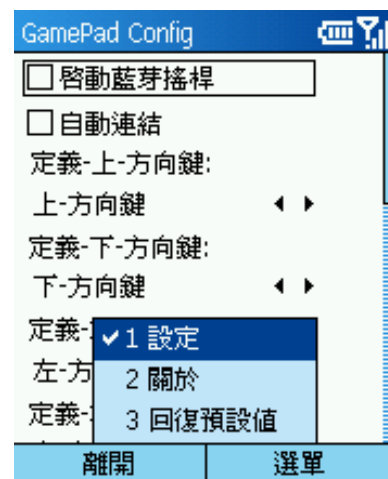 GamePad Config
啓動藍芽搖桿
自動連結
定義-上-方向鍵:
上-方向鍵
定義-下-方向鍵:
下-方向鍵
定義-
左-方
定義-
1 設定
2 關於
3 回復預設值
離開
選單